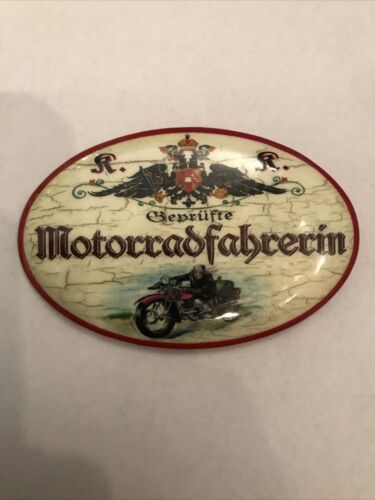 K. K.
Geprüfte
Motorradfahrerin